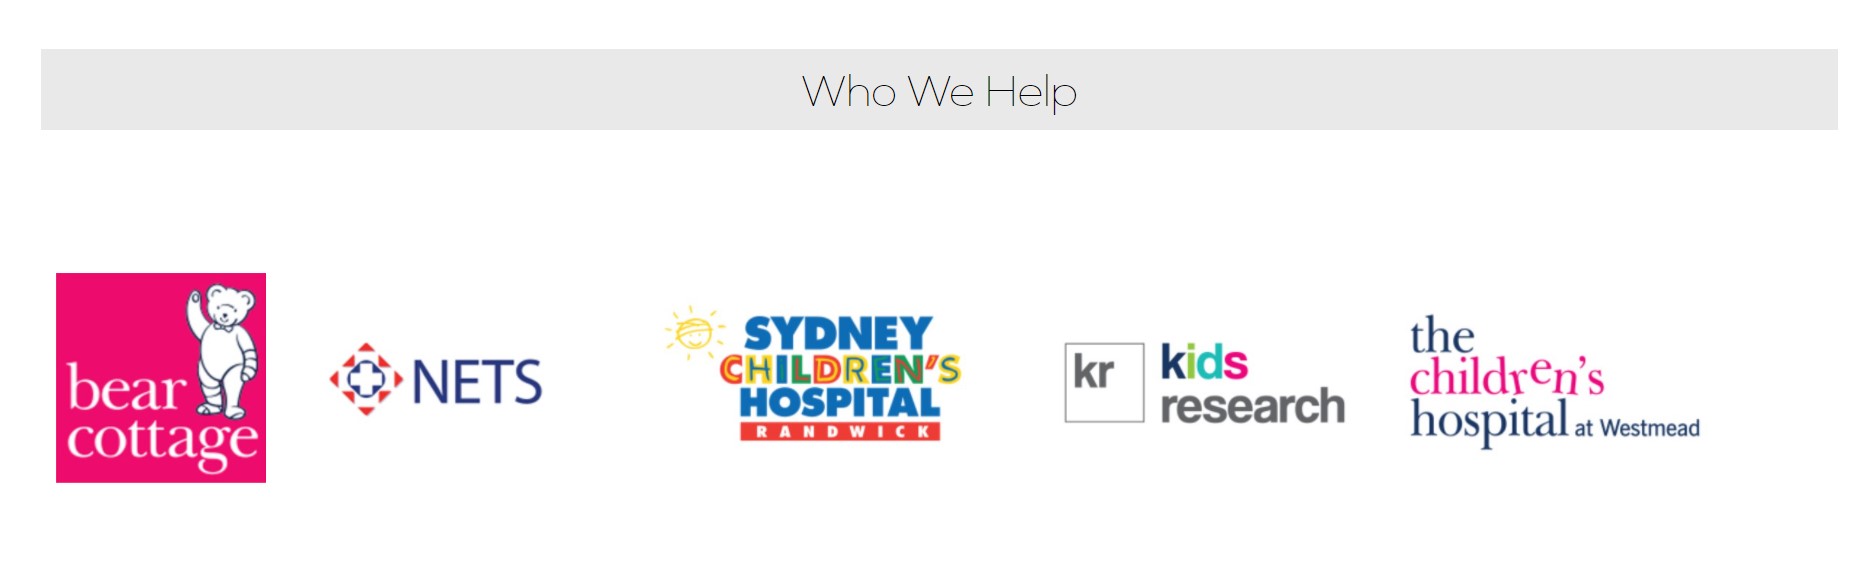 Who We Help
bear
cottage
NETS
SYDNEY
CHILDREN'S
HOSPITAL
RANDWICK
kr
kids
research
the
children's
hospital at Westmead